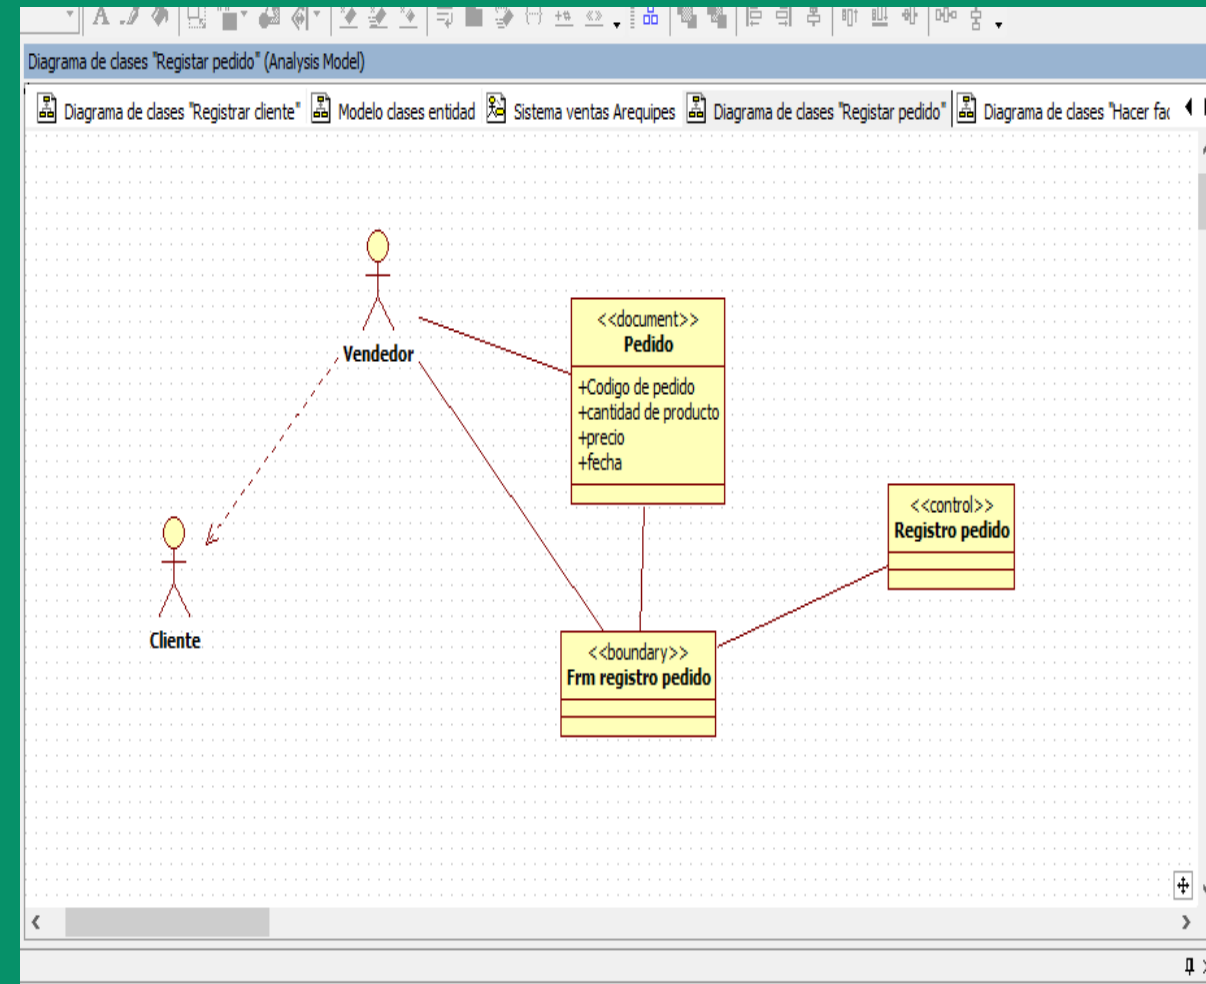 Diagrama de clases "Registar pedido" (Analysis Model)
Diagrama de clases "Registrar cliente" Modelo clases entidad Sistema ventas Arequipes Diagrama de clases "Registar pedido" Diagrama de clases "Hacer fac
Vendedor
<<document>>
Pedido
+Codigo de pedido
+cantidad de producto
+precio
+fecha
<<control>>
Registro pedido
Cliente
<<boundary>>
Frm registro pedido